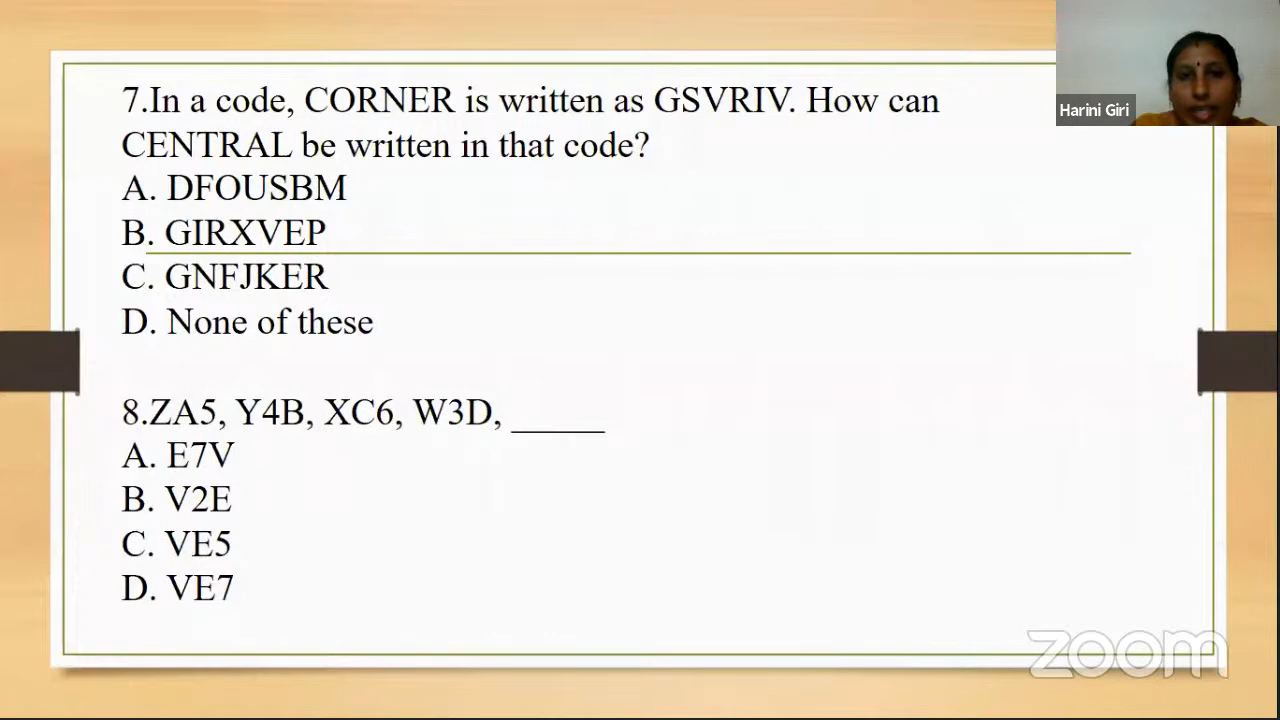 7.In a code, CORNER is written as GSVRIV. How can
CENTRAL be written in that code?
A. DFOUSBM
B. GIRXVEP
C. GNFJKER
D. None of these
8.ZA5, Y4B, XC6, W3D, _____
A. E7V
B. V2E
C. VE5
D. VE7
Harini Giri
zoom